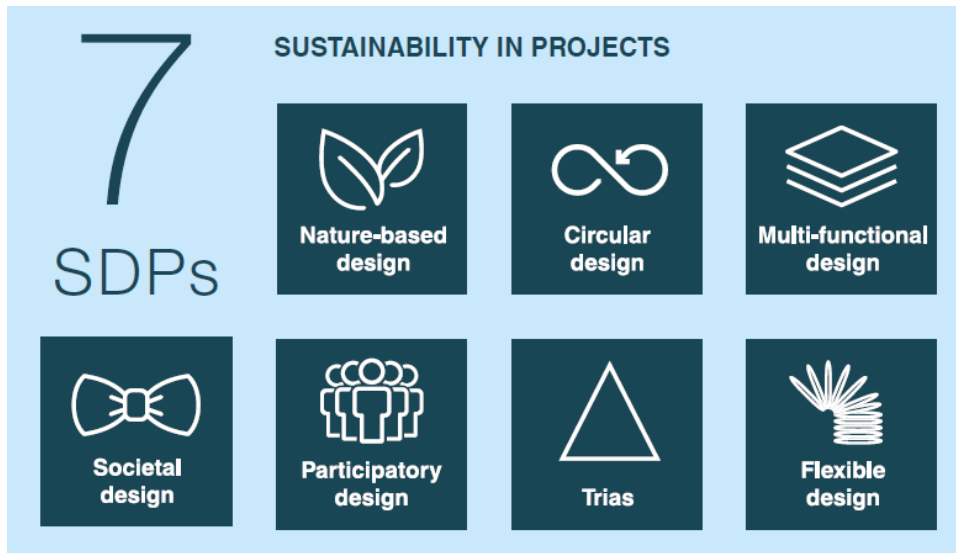 7
SUSTAINABILITY IN PROJECTS
SDPs
Nature-based
design
Circular
design
Multi-functional
design
Societal
design
Participatory
design
Trias
Flexible
design